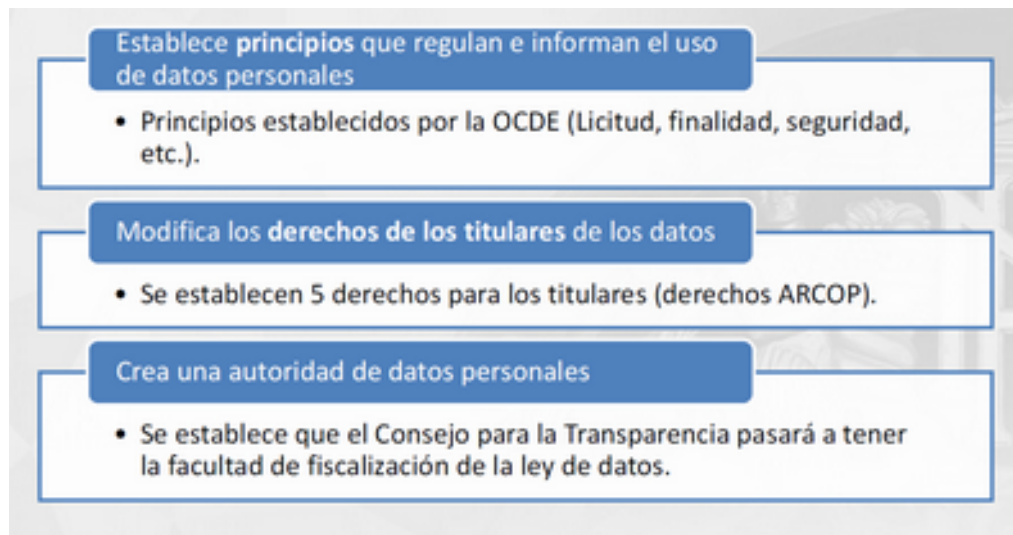 Establece principios que regulan e informan el uso
de datos personales
• Principios establecidos por la OCDE (Licitud, finalidad, seguridad,
etc.).
Modifica los derechos de los titulares de los datos
• Se establecen 5 derechos para los titulares (derechos ARCOP).
Crea una autoridad de datos personales
• Se establece que el Consejo para la Transparencia pasará a tener
la facultad de fiscalización de la ley de datos.